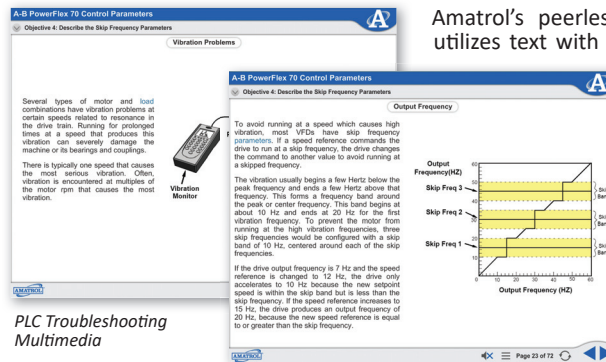 A-B PowerFlex 70 Control Parameters
Objective 4: Describe the Skip Frequency Parameters
A
Vibration Problems
Several types of motor and load
combinations have vibration problems at
certain speeds related to resonance in
the drive train. Running for prolonged
times at a speed that produces this
vibration can severely damage the
machine or its bearings and couplings.
There is typically one speed that causes
the most serious vibration. Often,
vibration is encountered at multiples of
the motor rpm that causes the most
vibration.
Vibration
Monitor
AMATROL
PLC Troubleshooting
Multimedia
Amatrol's peerless
utilizes text with
A-B PowerFlex 70 Control Parameters
Objective 4: Describe the Skip Frequency Parameters
A
Output Frequency
To avoid running at a speed which causes high
vibration, most VFDs have skip frequency
parameters. If a speed reference commands the
drive to run at a skip frequency, the drive changes
the command to another value to avoid running at
a skipped frequency.
The vibration usually begins a few Hertz below the
peak frequency and ends a few Hertz above that
frequency. This forms a frequency band around
the peak or center frequency. This band begins at
about 10 Hz and ends at 20 Hz for the first
vibration frequency. To prevent the motor from
running at the high vibration frequencies, three
skip frequencies would be configured with a skip
band of 10 Hz, centered around each of the skip
frequencies.
If the drive output frequency is 7 Hz and the speed
reference is changed to 12 Hz, the drive only
accelerates to 10 Hz because the new setpoint
speed is within the skip band but is less than the
skip frequency. If the speed reference increases to
15 Hz, the drive produces an output frequency of
20 Hz, because the new speed reference is equal
to or greater than the skip frequency.
Output
Frequency(HZ)
60
50
Skip Freq 3
40
Skip Freq 2
30
20
Skip Freq 1
10
0 10 20 30 40 50 60
Output Frequency (HZ)
AMATROL
Page 23 of 72